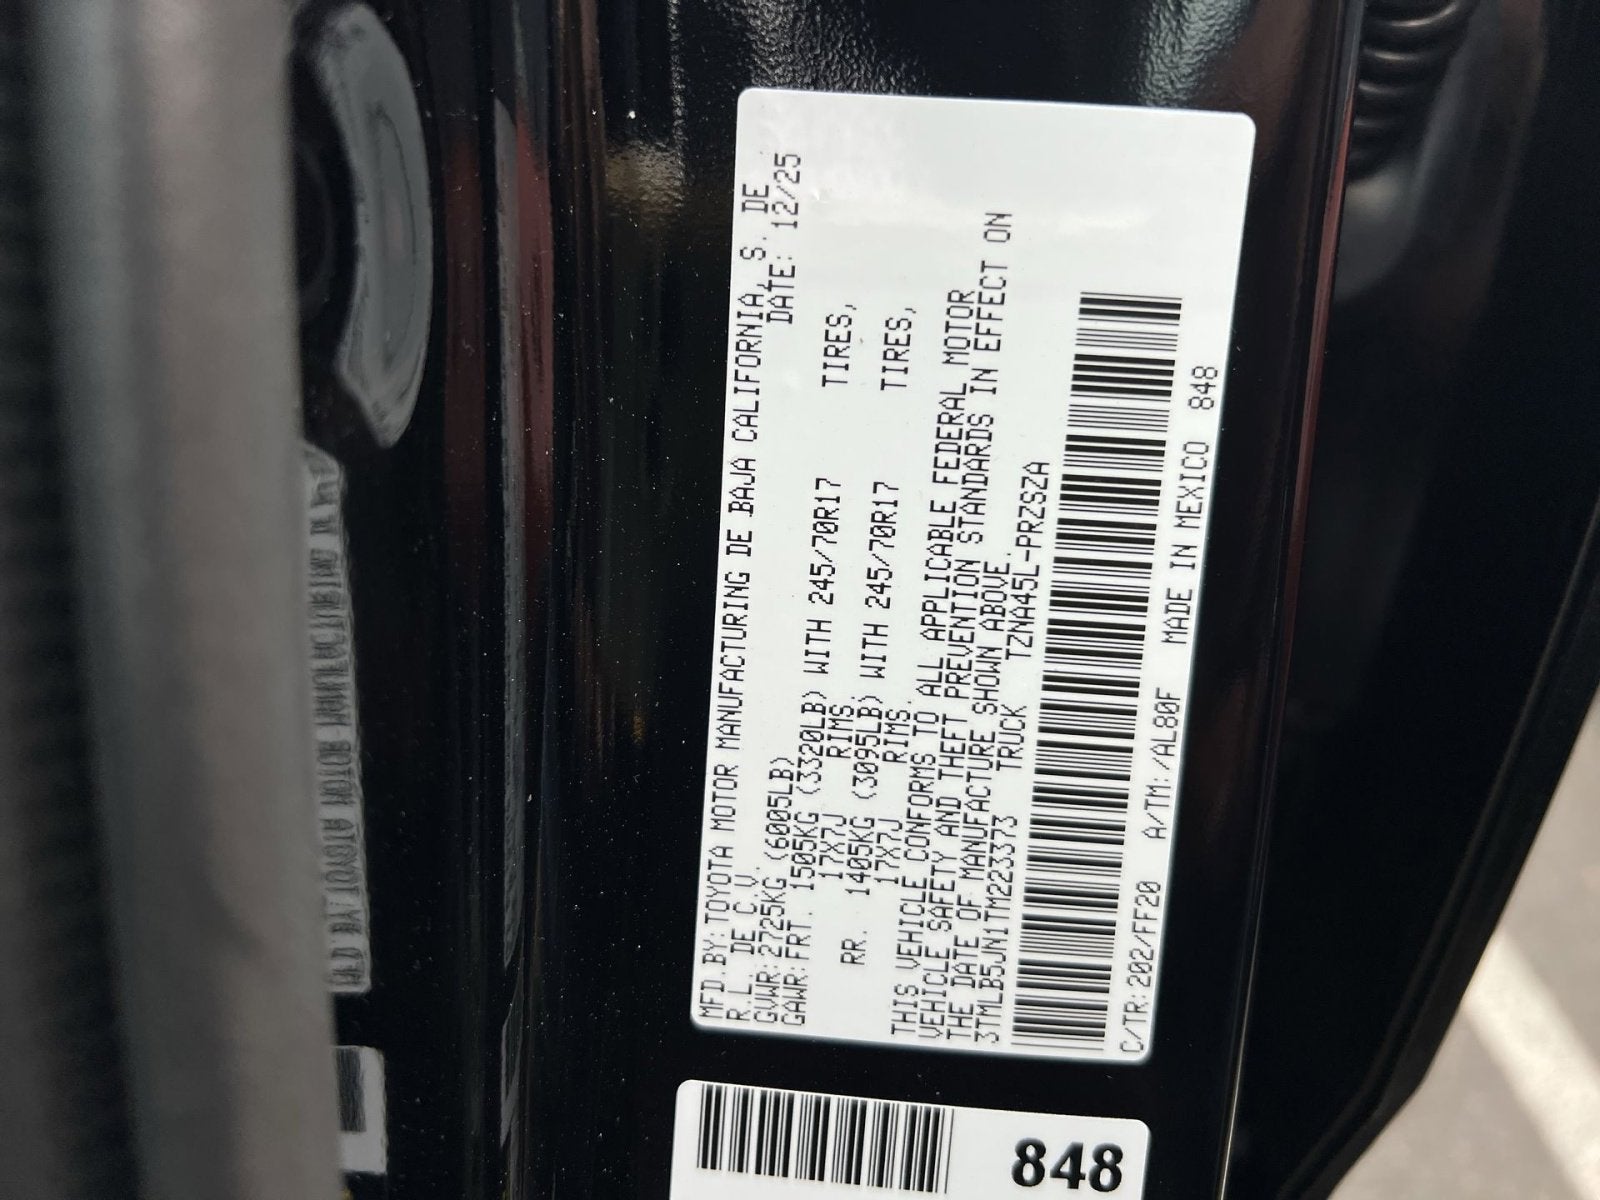 MFD.BY:TOYOTA MOTOR MANUFACTURING DE BAJA CALIFORNIA, S. DE
R.L. DE C.V. DATE: 12/25
GVWR:2725KG (6005LB)
GAWR:FRT. 1505KG (3320LB) WITH 245/70R17 TIRES,
17X7J RIMS.
RR. 1405KG (3095LB) WITH 245/70R17 TIRES,
17X7J RIMS.
THIS VEHICLE CONFORMS TO ALL APPLICABLE FEDERAL MOTOR
VEHICLE SAFETY AND THEFT PREVENTION STANDARDS IN EFFECT ON
THE DATE OF MANUFACTURE SHOWN ABOVE.
3TMLB5JN1TM223373 TRUCK TZNA45L-PRZSZA
C/TR:202/FF20 A/TM:/AL80F MADE IN MEXICO 848
848